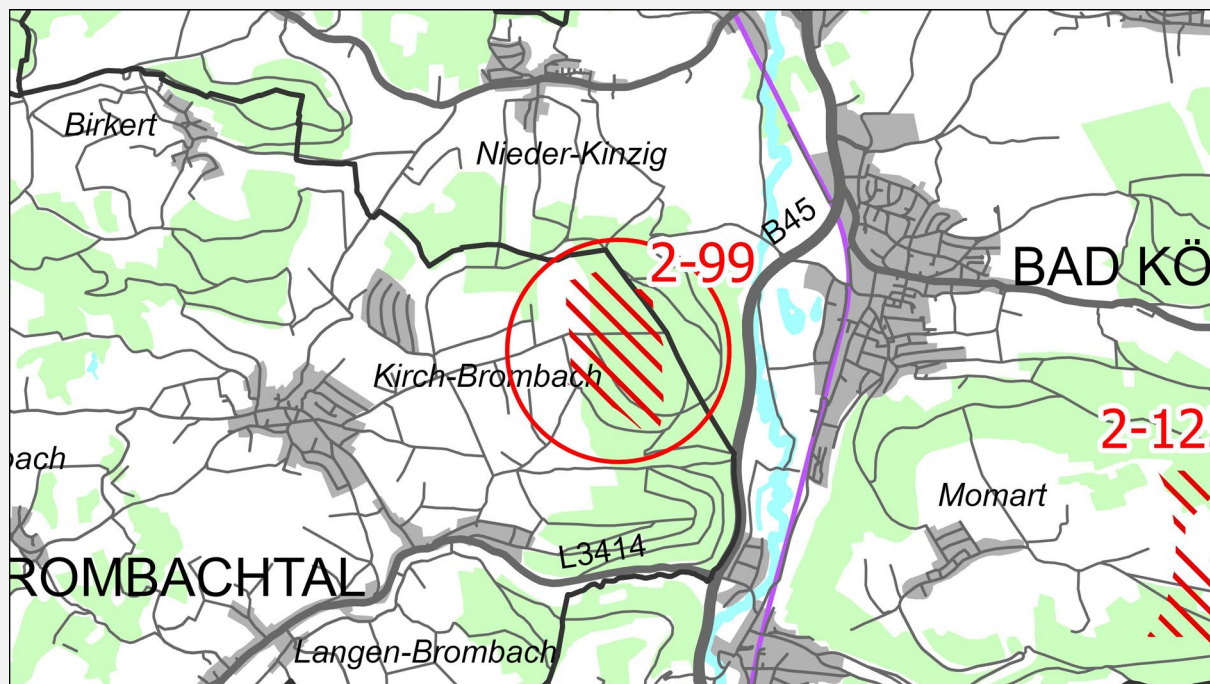 Birkert
Nieder-Kinzig
B45
2-99
BAD KÖ
Kirch-Brombach
2-12
bach
Momart
L3414
ROMBACHTAL
Langen-Brombach